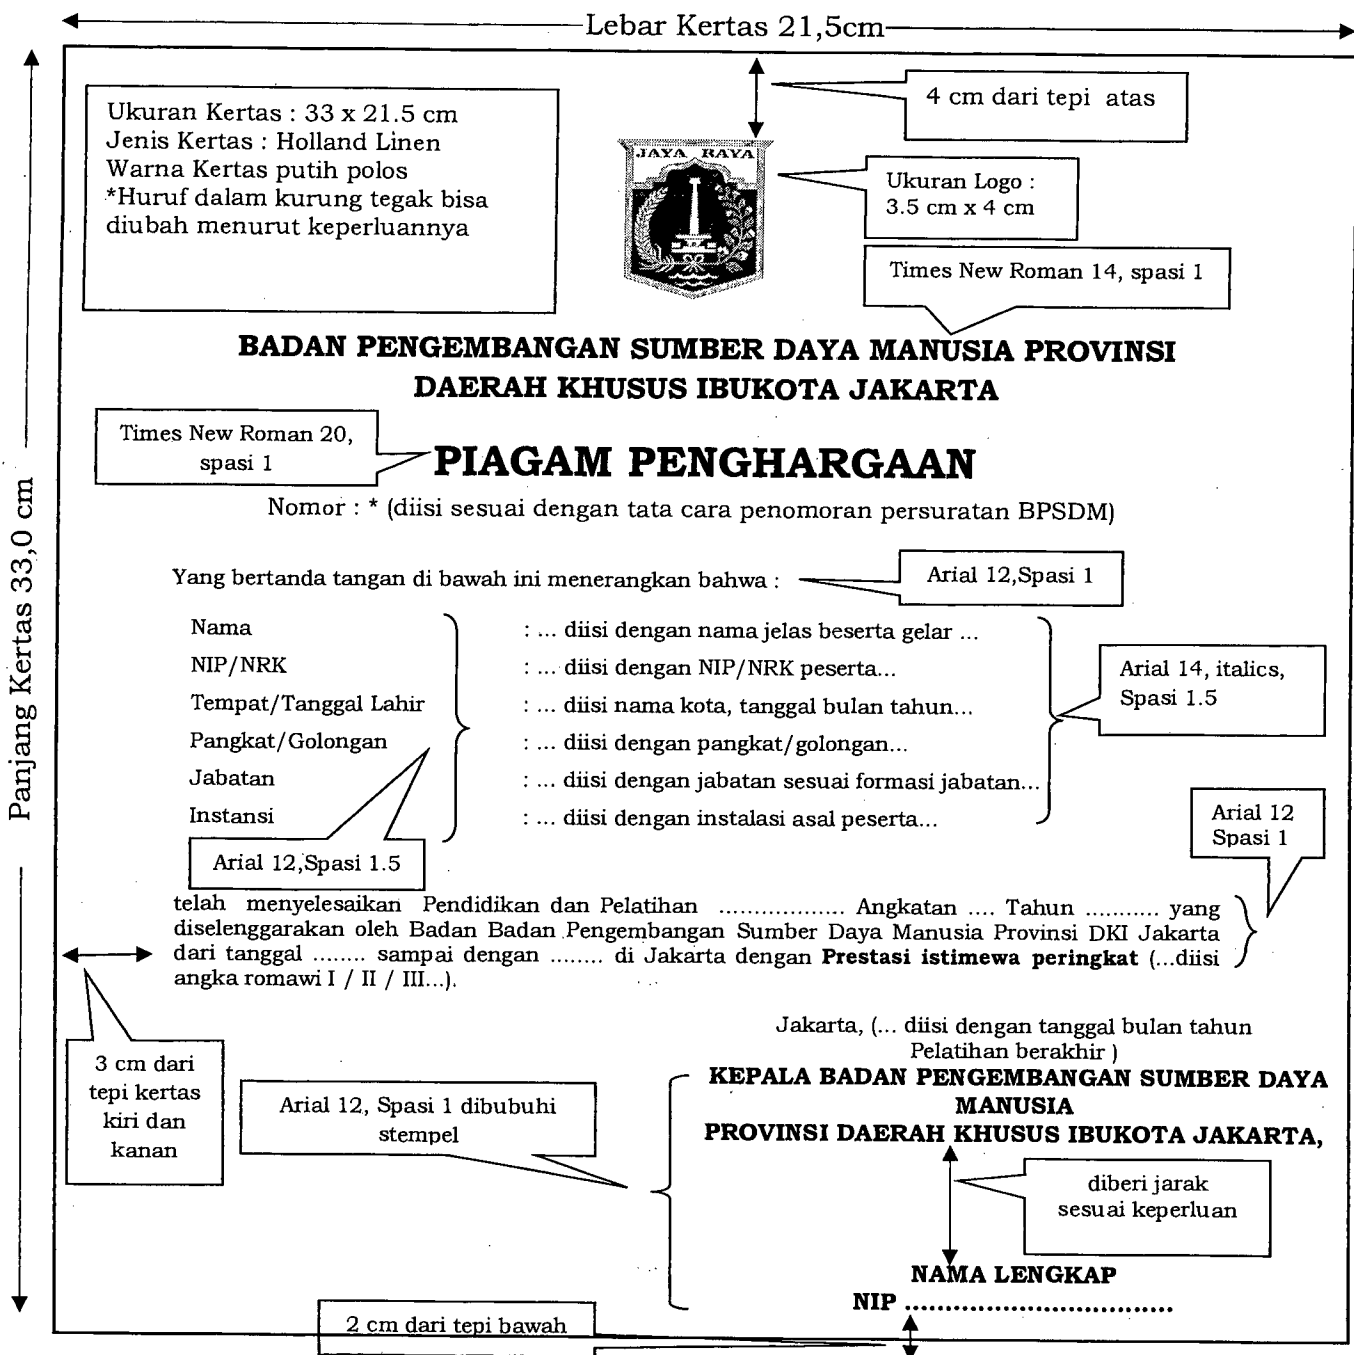 Lebar Kertas 21,5cm
Panjang Kertas 33,0 cm
Ukuran Kertas : 33 x 21.5 cm
Jenis Kertas : Holland Linen
Warna Kertas putih polos
*Huruf dalam kurung tegak bisa
diubah menurut keperluannya
4 cm dari tepi atas
JAYA RAYA
Ukuran Logo :
3.5 cm x 4 cm
Times New Roman 14, spasi 1
BADAN PENGEMBANGAN SUMBER DAYA MANUSIA PROVINSI
DAERAH KHUSUS IBUKOTA JAKARTA
Times New Roman 20,
spasi 1
PIAGAM PENGHARGAAN
Nomor : * (diisi sesuai dengan tata cara penomoran persuratan BPSDM)
Yang bertanda tangan di bawah ini menerangkan bahwa :
Arial 12,Spasi 1
Nama : ... diisi dengan nama jelas beserta gelar ...
NIP/NRK : ... diisi dengan NIP/NRK peserta...
Tempat/Tanggal Lahir : ... diisi nama kota, tanggal bulan tahun...
Pangkat/Golongan : ... diisi dengan pangkat/golongan...
Jabatan : ... diisi dengan jabatan sesuai formasi jabatan...
Instansi : ... diisi dengan instalasi asal peserta...
Arial 14, italics,
Spasi 1.5
Arial 12,Spasi 1.5
Arial 12
Spasi 1
telah menyelesaikan Pendidikan dan Pelatihan ................. Angkatan .... Tahun ........... yang
diselenggarakan oleh Badan Badan Pengembangan Sumber Daya Manusia Provinsi DKI Jakarta
dari tanggal ........ sampai dengan ........ di Jakarta dengan Prestasi istimewa peringkat (...diisi
angka romawi I / II / III...).
3 cm dari
tepi kertas
kiri dan
kanan
Jakarta, (... diisi dengan tanggal bulan tahun
Pelatihan berakhir )
KEPALA BADAN PENGEMBANGAN SUMBER DAYA
MANUSIA
PROVINSI DAERAH KHUSUS IBUKOTA JAKARTA,
Arial 12, Spasi 1 dibubuhi
stempel
diberi jarak
sesuai keperluan
NAMA LENGKAP
NIP .................................
2 cm dari tepi bawah